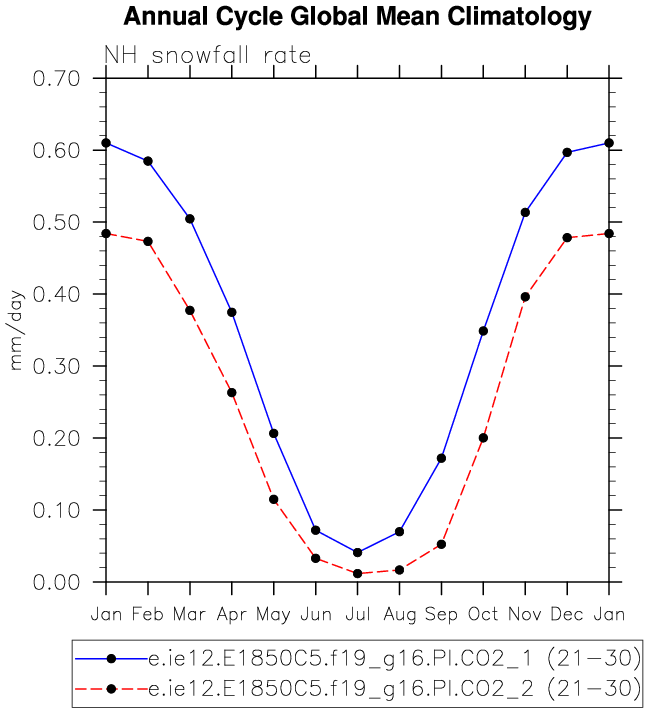 Annual Cycle Global Mean Climatology
NH snowfall rate
0.70
0.60
0.50
0.40
0.30
0.20
0.10
0.00
mm/day
Jan Feb Mar Apr May Jun Jul Aug Sep Oct Nov Dec Jan
e.ie12.E1850C5.f19_g16.PI.CO2_1 (21-30)
e.ie12.E1850C5.f19_g16.PI.CO2_2 (21-30)